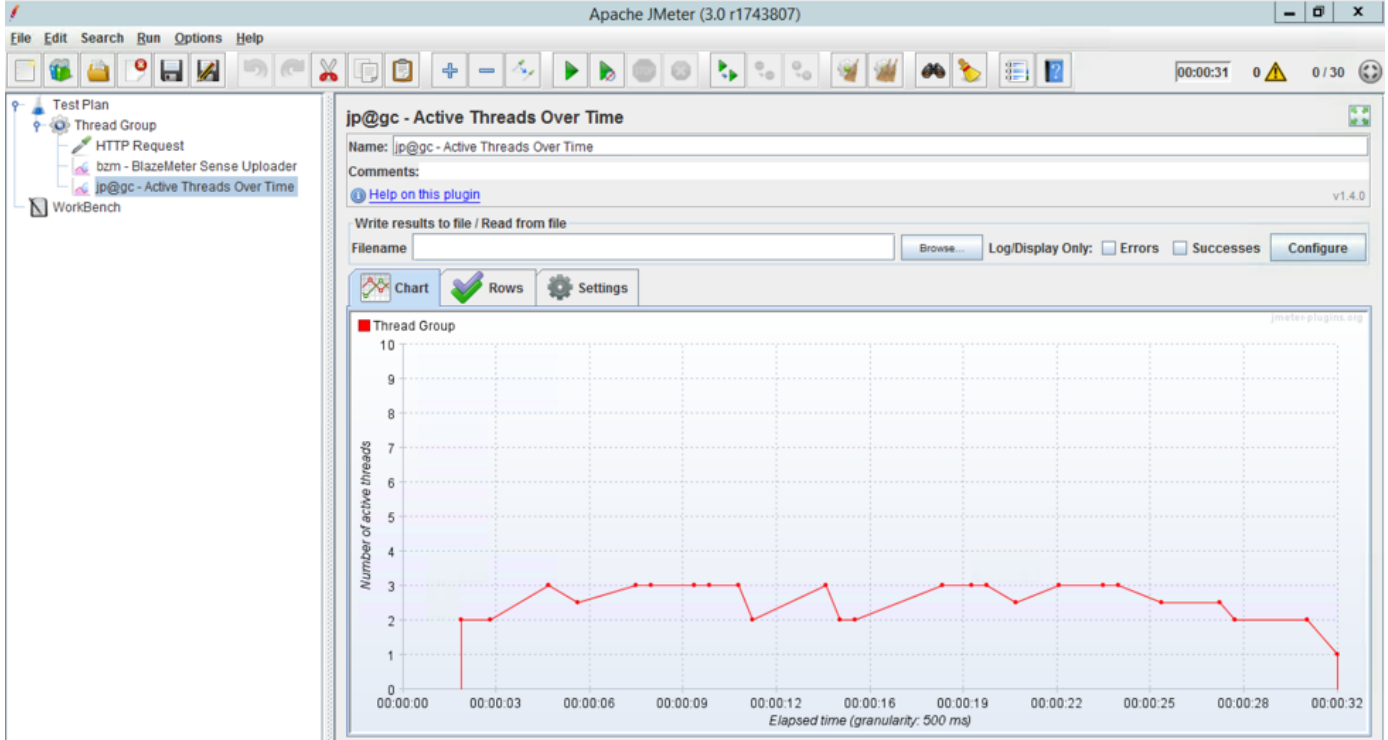 Apache JMeter (3.0 r1743807)
File Edit Search Run Options Help
00:00:31 0 0 / 30
Test Plan
Thread Group
HTTP Request
bzm - BlazeMeter Sense Uploader
jp@gc - Active Threads Over Time
WorkBench
jp@gc - Active Threads Over Time
Name: jp@gc - Active Threads Over Time
Comments:
Help on this plugin v1.4.0
Write results to file / Read from file
Filename Browse... Log/Display Only: Errors Successes Configure
Chart Rows Settings
Thread Group jmeter-plugins.org
10
9
8
7
6
5
4
3
2
1
0
Number of active threads
00:00:00 00:00:03 00:00:06 00:00:09 00:00:12 00:00:16 00:00:19 00:00:22 00:00:25 00:00:28 00:00:32
Elapsed time (granularity: 500 ms)